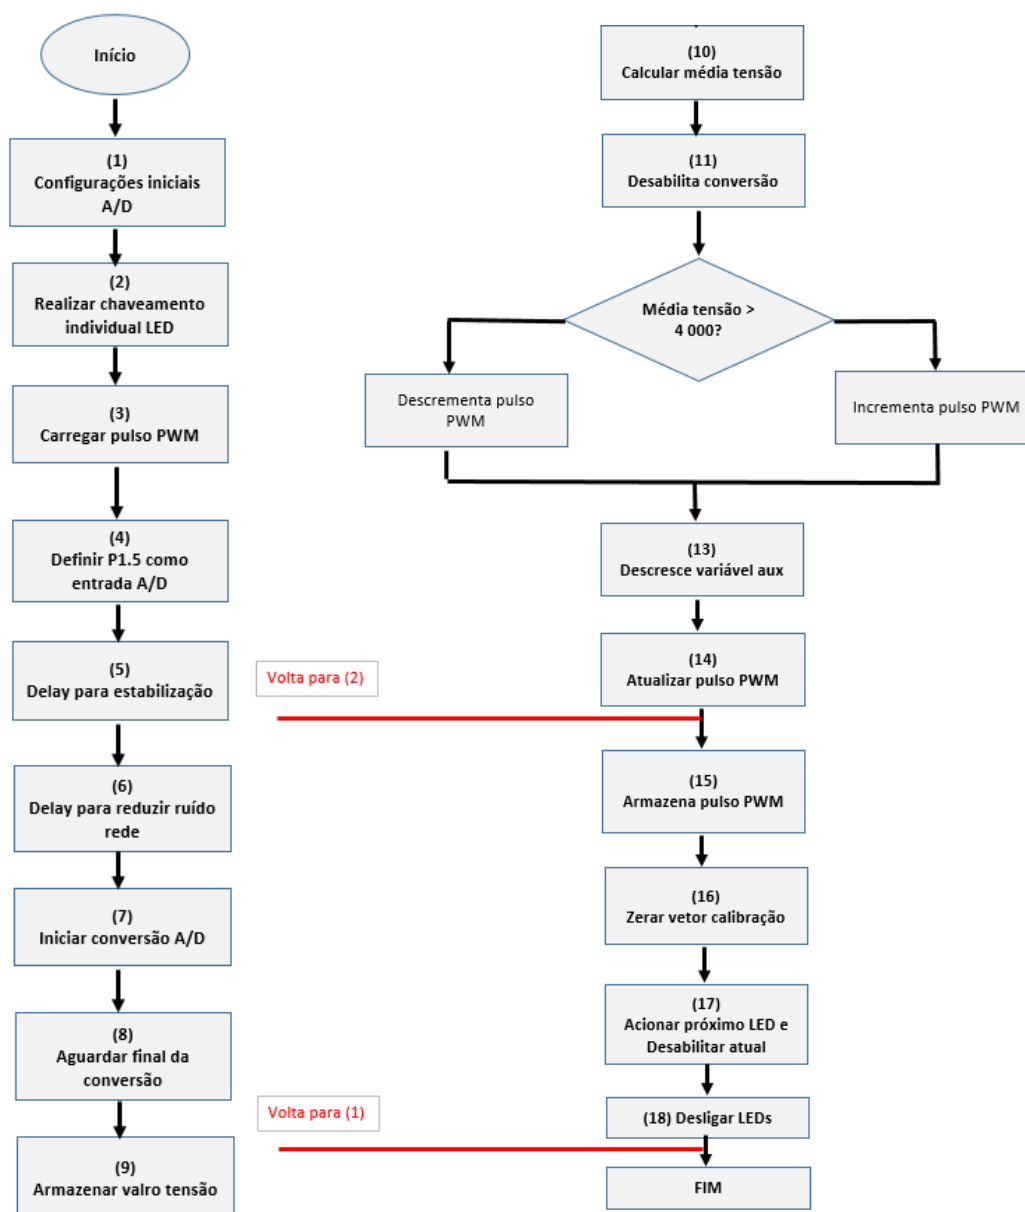 Início
(1)
Configurações iniciais
A/D
(2)
Realizar chaveamento
individual LED
(3)
Carregar pulso PWM
(4)
Definir P1.5 como
entrada A/D
(5)
Delay para estabilização
(6)
Delay para reduzir ruído
rede
(7)
Iniciar conversão A/D
(8)
Aguardar final da
conversão
(9)
Armazenar valro tensão
Volta para (2)
Volta para (1)
(10)
Calcular média tensão
(11)
Desabilita conversão
Média tensão >
4 000?
Descrementa pulso
PWM
Incrementa pulso PWM
(13)
Descresce variável aux
(14)
Atualizar pulso PWM
(15)
Armazena pulso PWM
(16)
Zerar vetor calibração
(17)
Acionar próximo LED e
Desabilitar atual
(18) Desligar LEDs
FIM